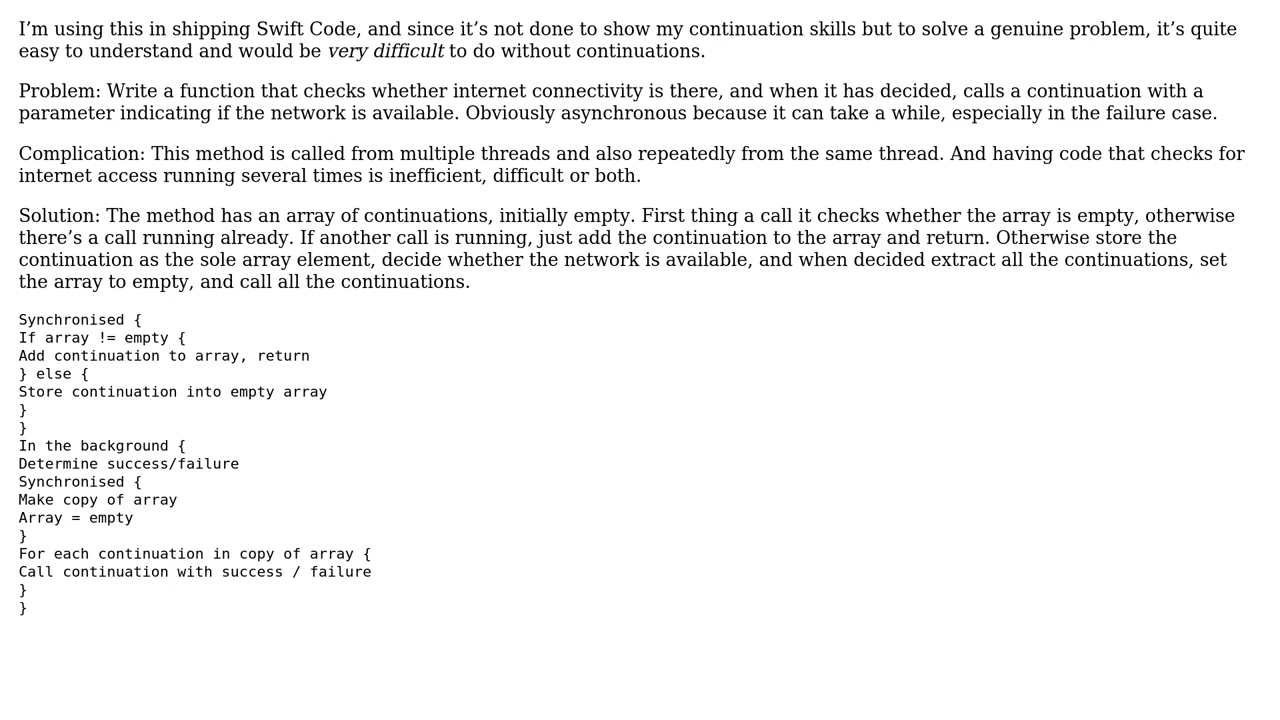 I’m using this in shipping Swift Code, and since it’s not done to show my continuation skills but to solve a genuine problem, it’s quite
easy to understand and would be very difficult to do without continuations.
Problem: Write a function that checks whether internet connectivity is there, and when it has decided, calls a continuation with a
parameter indicating if the network is available. Obviously asynchronous because it can take a while, especially in the failure case.
Complication: This method is called from multiple threads and also repeatedly from the same thread. And having code that checks for
internet access running several times is inefficient, difficult or both.
Solution: The method has an array of continuations, initially empty. First thing a call it checks whether the array is empty, otherwise
there’s a call running already. If another call is running, just add the continuation to the array and return. Otherwise store the
continuation as the sole array element, decide whether the network is available, and when decided extract all the continuations, set
the array to empty, and call all the continuations.
Synchronised {
If array != empty {
Add continuation to array, return
} else {
Store continuation into empty array
}
}
In the background {
Determine success/failure
Synchronised {
Make copy of array
Array = empty
}
For each continuation in copy of array {
Call continuation with success / failure
}
}